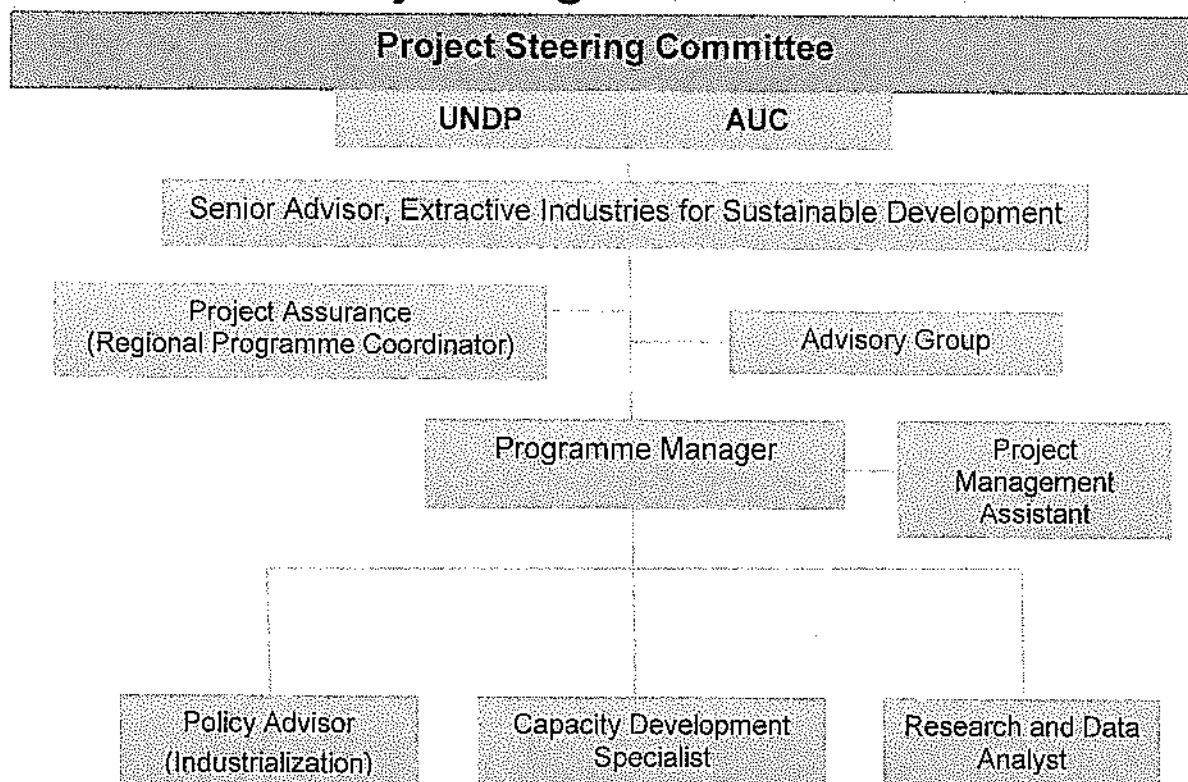 Project Steering Committee
UNDP AUC
Senior Advisor, Extractive Industries for Sustainable Development
Project Assurance
(Regional Programme Coordinator)
Advisory Group
Programme Manager
Project
Management
Assistant
Policy Advisor
(Industrialization)
Capacity Development
Specialist
Research and Data
Analyst